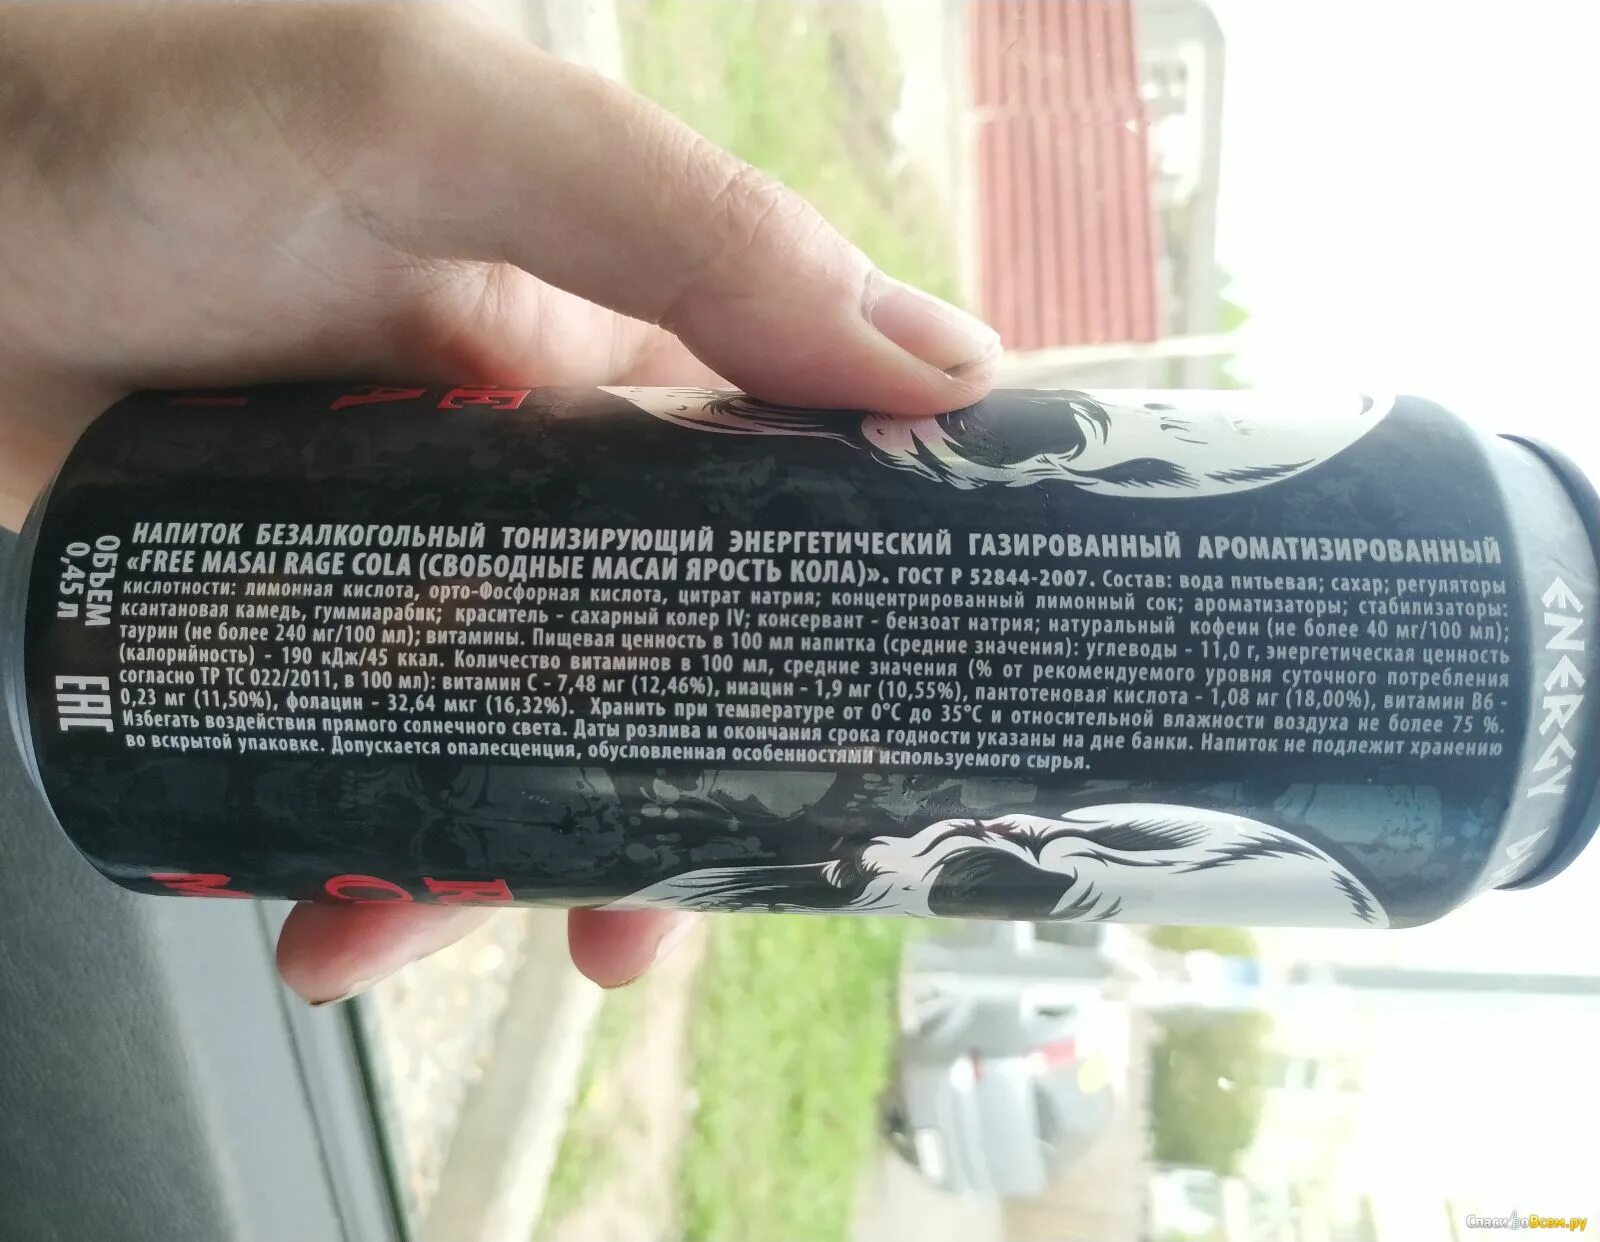 НАПИТОК БЕЗАЛКОГОЛЬНЫЙ ТОНИЗИРУЮЩИЙ ЭНЕРГЕТИЧЕСКИЙ ГАЗИРОВАННЫЙ АРОМАТИЗИРОВАННЫЙ
«FREE MASAI RAGE COLA (СВОБОДНЫЕ МАСАИ ЯРОСТЬ КОЛА)». ГОСТ Р 52844-2007. Состав: вода питьевая; сахар; регуляторы
кислотности: лимонная кислота, орто-Фосфорная кислота, цитрат натрия; концентрированный лимонный сок; ароматизаторы; стабилизаторы:
ксантановая камедь, гуммиарабик; краситель - сахарный колер IV; консервант - бензоат натрия; натуральный кофеин (не более 40 мг/100 мл);
таурин (не более 240 мг/100 мл); витамины. Пищевая ценность в 100 мл напитка (средние значения): углеводы - 11,0 г, энергетическая ценность
(калорийность) - 190 кДж/45 ккал. Количество витаминов в 100 мл, средние значения (% от рекомендуемого уровня суточного потребления
согласно ТР ТС 022/2011, в 100 мл): витамин С - 7,48 мг (12,46%), ниацин - 1,9 мг (10,55%), пантотеновая кислота - 1,08 мг (18,00%), витамин В6 -
0,23 мг (11,50%), фолацин - 32,64 мкг (16,32%). Хранить при температуре от 0°С до 35°С и относительной влажности воздуха не более 75 %.
Избегать воздействия прямого солнечного света. Даты розлива и окончания срока годности указаны на дне банки. Напиток не подлежит хранению
во вскрытой упаковке. Допускается опалесценция, обусловленная особенностями используемого сырья.
ОБЪЕМ
0,45 л
EAC
ENERGY
СпасибоВсем.ру